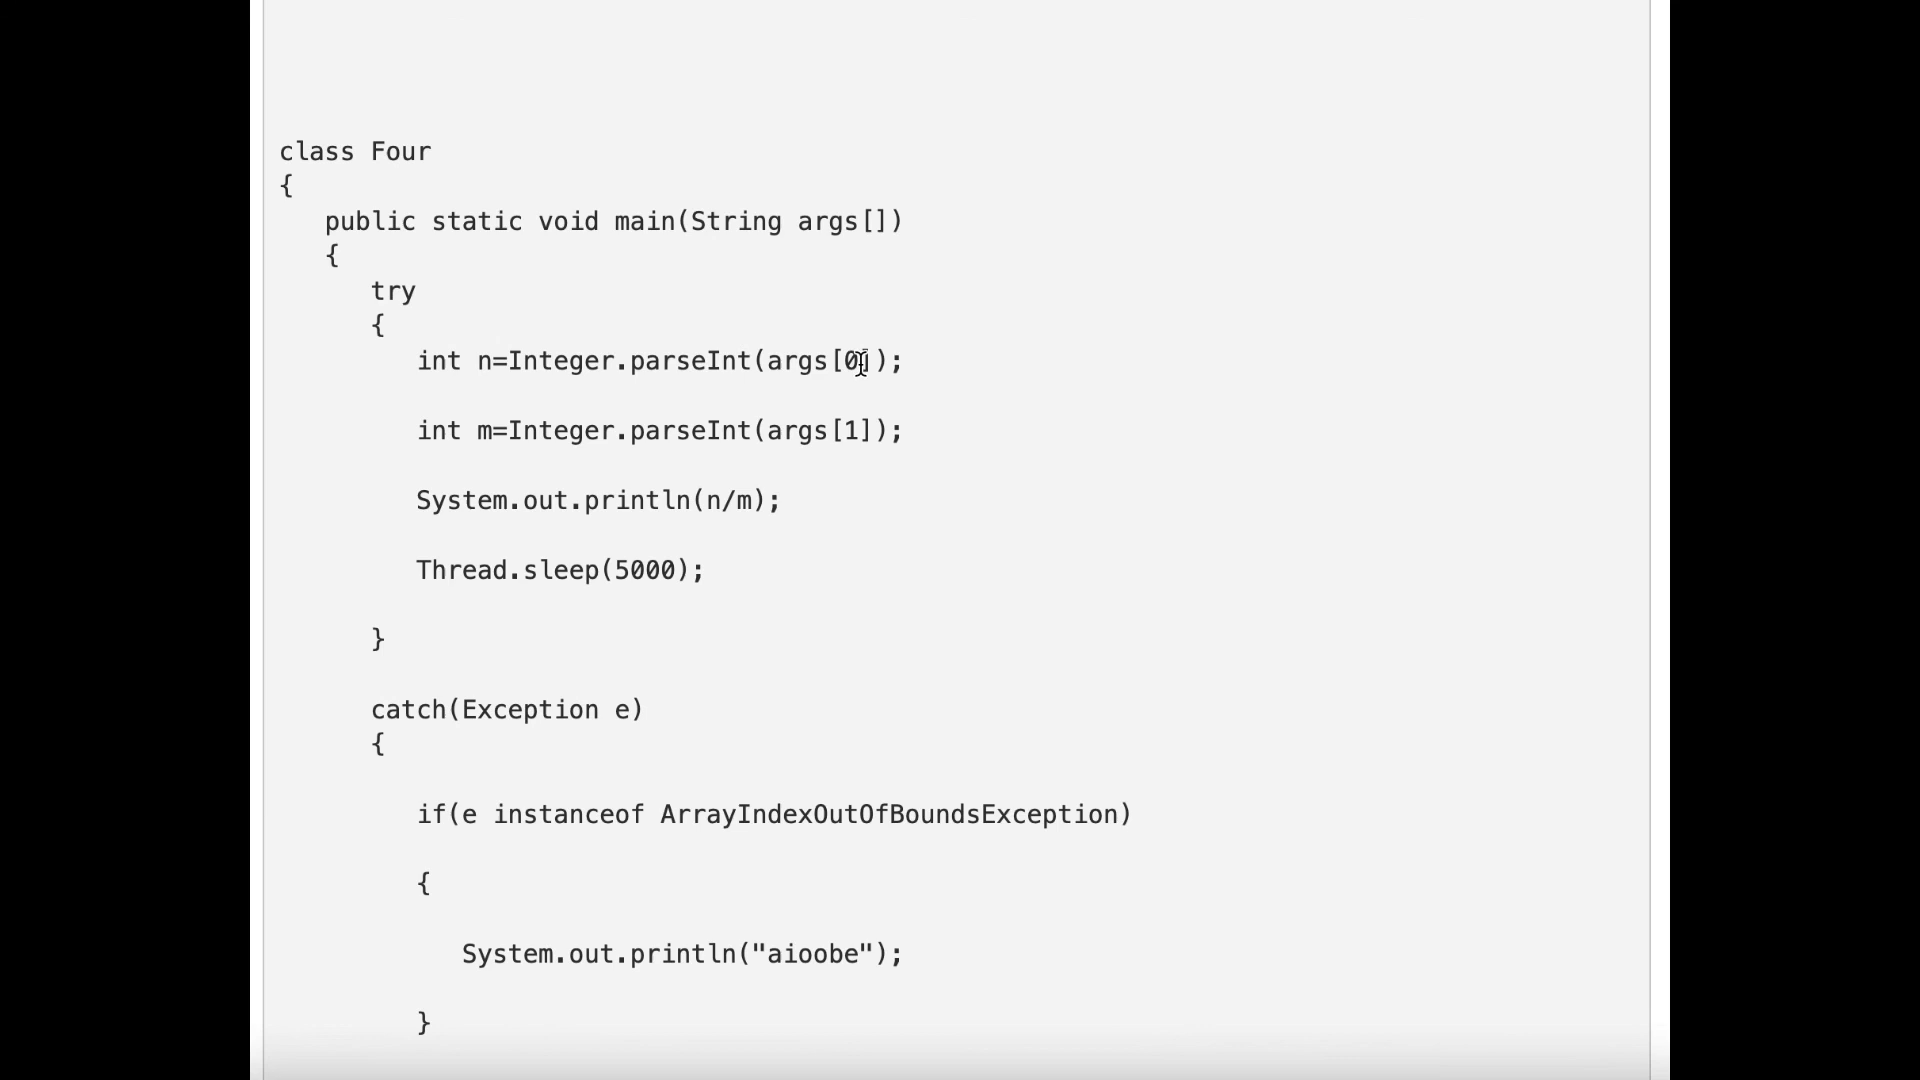 class Four
{
public static void main(String args[])
{
try
{
int n=Integer.parseInt(args[0]);
int m=Integer.parseInt(args[1]);
System.out.println(n/m);
Thread.sleep(5000);
}
catch(Exception e)
{
if(e instanceof ArrayIndexOutOfBoundsException)
{
System.out.println("aioobe");
}